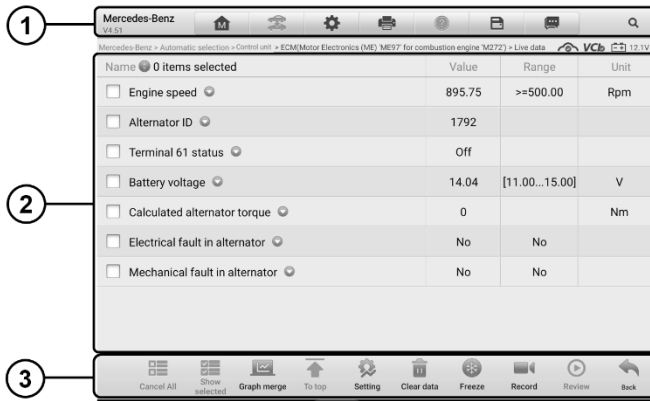 1
Mercedes-Benz
V4.51
M
?
Mercedes-Benz > Automatic selection > Control unit > ECM(Motor Electronics (ME) 'ME97' for combustion engine 'M272') > Live data VCI 12.1V
2
Name 0 items selected Value Range Unit
Engine speed 895.75 >=500.00 Rpm
Alternator ID 1792
Terminal 61 status Off
Battery voltage 14.04 [11.00...15.00] V
Calculated alternator torque 0 Nm
Electrical fault in alternator No No
Mechanical fault in alternator No No
3
Cancel All Show selected Graph merge To top Setting Clear data Freeze Record Review Back